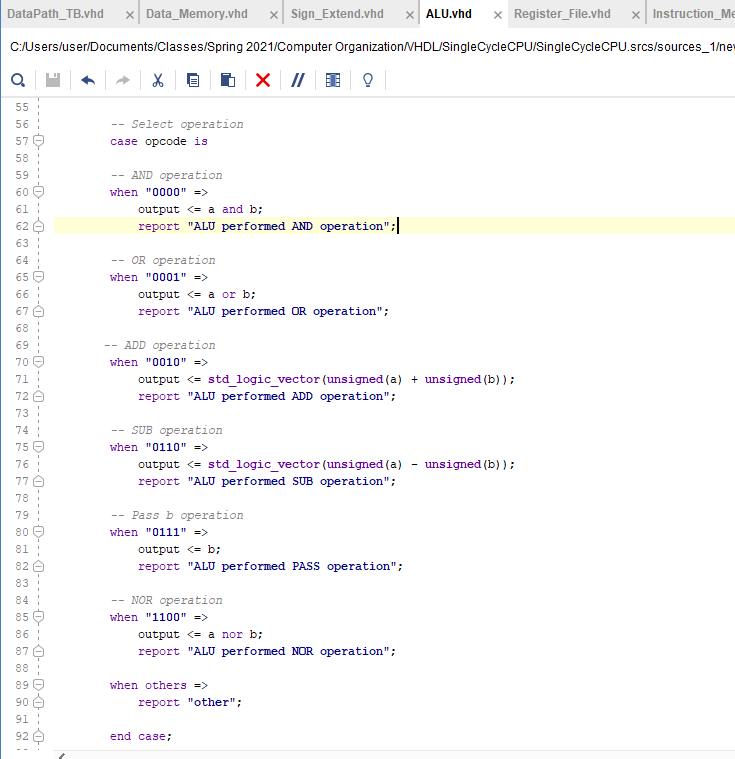 DataPath_TB.vhd × Data_Memory.vhd × Sign_Extend.vhd × ALU.vhd × Register_File.vhd × Instruction_Me
C:/Users/user/Documents/Classes/Spring 2021/Computer Organization/VHDL/SingleCycleCPU/SingleCycleCPU.srcs/sources_1/new
55
56 -- Select operation
57 case opcode is
58
59 -- AND operation
60 when "0000" =>
61 output <= a and b;
62 report "ALU performed AND operation";
63
64 -- OR operation
65 when "0001" =>
66 output <= a or b;
67 report "ALU performed OR operation";
68
69 -- ADD operation
70 when "0010" =>
71 output <= std_logic_vector(unsigned(a) + unsigned(b));
72 report "ALU performed ADD operation";
73
74 -- SUB operation
75 when "0110" =>
76 output <= std_logic_vector(unsigned(a) - unsigned(b));
77 report "ALU performed SUB operation";
78
79 -- Pass b operation
80 when "0111" =>
81 output <= b;
82 report "ALU performed PASS operation";
83
84 -- NOR operation
85 when "1100" =>
86 output <= a nor b;
87 report "ALU performed NOR operation";
88
89 when others =>
90 report "other";
91
92 end case;